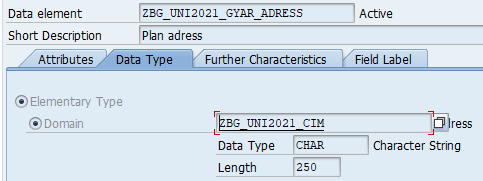 Data element ZBG_UNI2021_GYAR_ADRESS Active
Short Description Plan adress
Attributes Data Type Further Characteristics Field Label
Elementary Type
Domain ZBG_UNI2021_CIM dress
Data Type CHAR Character String
Length 250